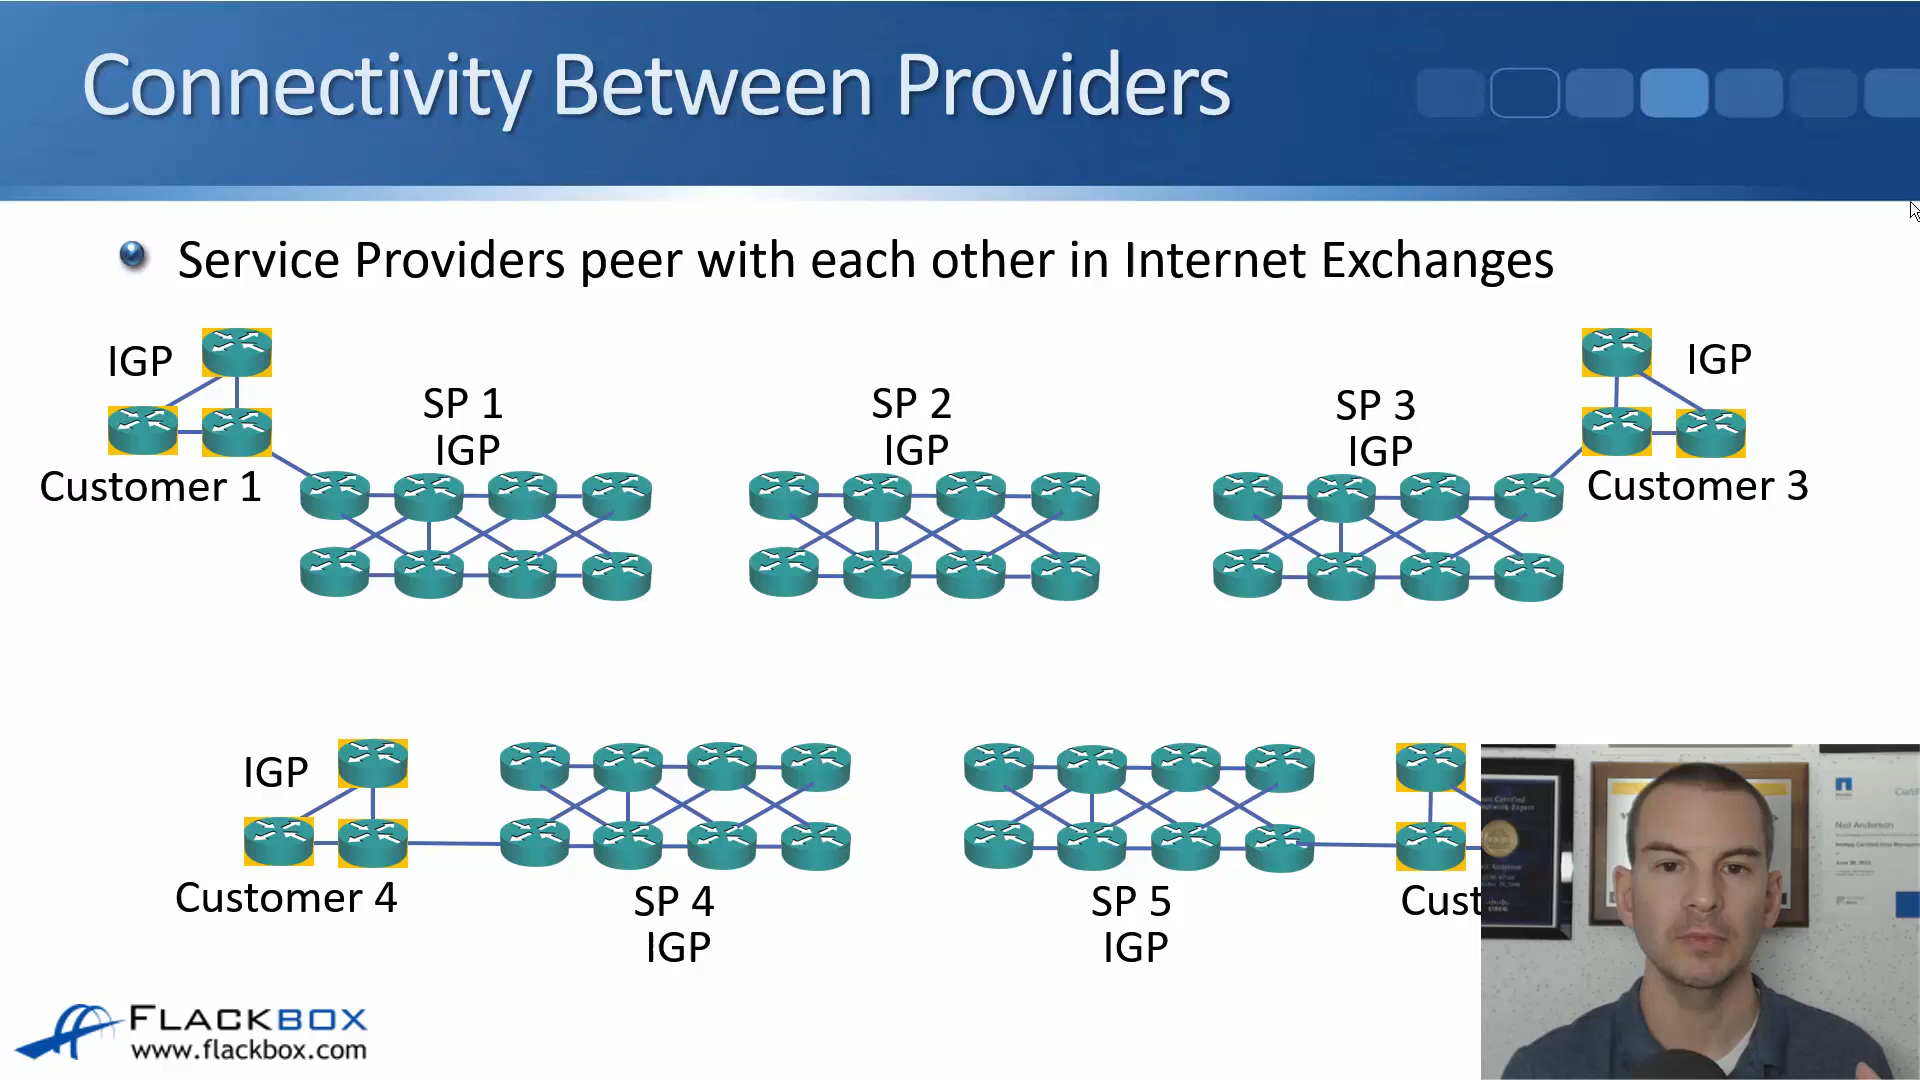 Connectivity Between Providers
Service Providers peer with each other in Internet Exchanges
IGP
IGP
SP 1
IGP
SP 2
IGP
SP 3
IGP
Customer 1
Customer 3
IGP
Customer 4
SP 4
IGP
SP 5
IGP
Cust
Ned Anderson
FLACKBOX
www.flackbox.com